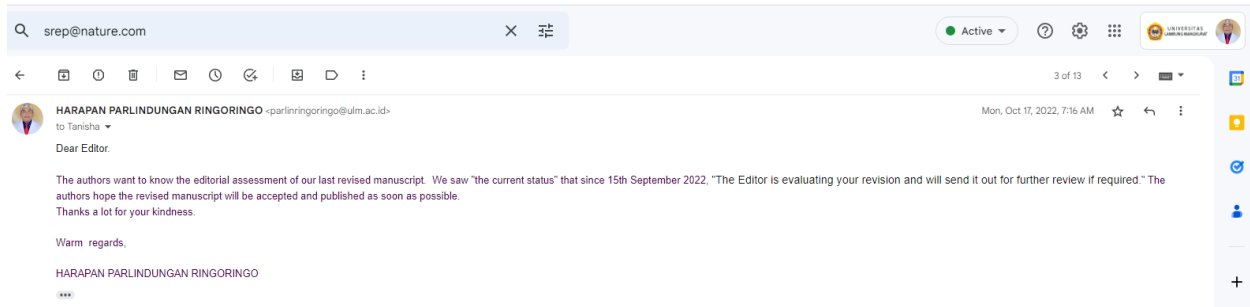 srep@nature.com
Active
UNIVERSITAS
LAMBUNG MANGKURAT
3 of 13
31
HARAPAN PARLINDUNGAN RINGORINGO <parlinringoringo@ulm.ac.id>
Mon, Oct 17, 2022, 7:16 AM
to Tanisha
Dear Editor.
The authors want to know the editorial assessment of our last revised manuscript. We saw "the current status" that since 15th September 2022, "The Editor is evaluating your revision and will send it out for further review if required." The
authors hope the revised manuscript will be accepted and published as soon as possible.
Thanks a lot for your kindness.
Warm regards,
HARAPAN PARLINDUNGAN RINGORINGO